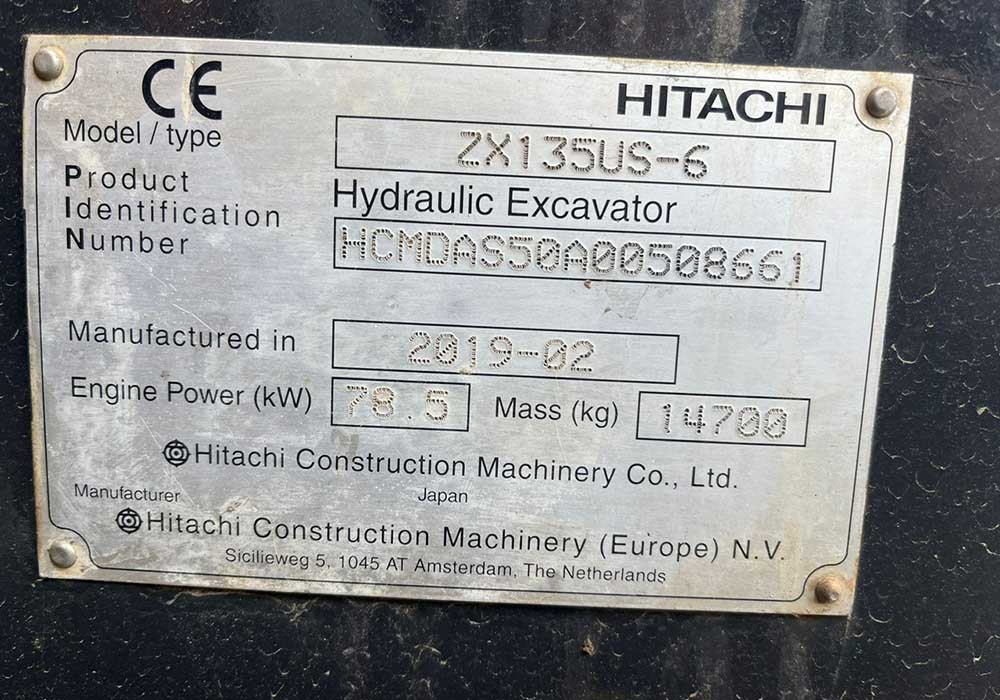 CE
HITACHI
Model / type ZX135US-6
Product Hydraulic Excavator
Identification
Number HCMDAS50A00508661
Manufactured in 2019-02
Engine Power (kW) 78.5 Mass (kg) 14700
Hitachi Construction Machinery Co., Ltd.
Manufacturer Japan
Hitachi Construction Machinery (Europe) N.V.
Sicilieweg 5, 1045 AT Amsterdam, The Netherlands